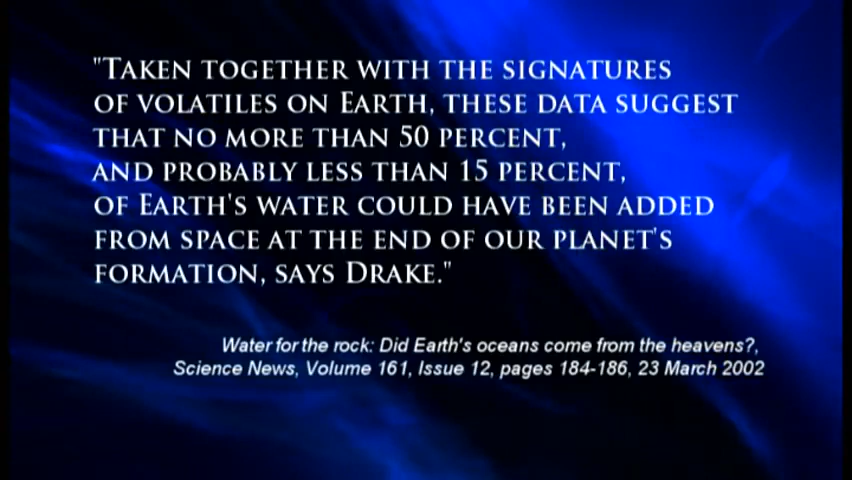 "Taken together with the signatures
of volatiles on Earth, these data suggest
that no more than 50 percent,
and probably less than 15 percent,
of Earth's water could have been added
from space at the end of our planet's
formation, says Drake."
Water for the rock: Did Earth's oceans come from the heavens?,
Science News, Volume 161, Issue 12, pages 184-186, 23 March 2002